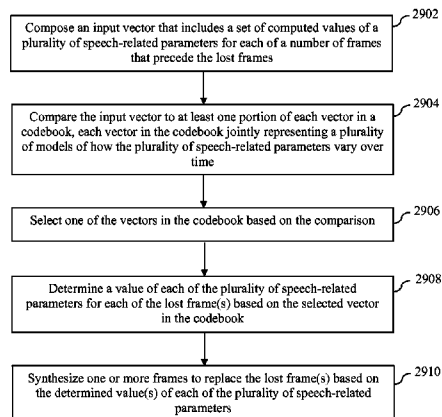 Compose an input vector that includes a set of computed values of a
plurality of speech-related parameters for each of a number of frames
that precede the lost frames
2902
Compare the input vector to at least one portion of each vector in a
codebook, each vector in the codebook jointly representing a plurality
of models of how the plurality of speech-related parameters vary over
time
2904
Select one of the vectors in the codebook based on the comparison
2906
Determine a value of each of the plurality of speech-related
parameters for each of the lost frame(s) based on the selected vector
in the codebook
2908
Synthesize one or more frames to replace the lost frame(s) based on
the determined value(s) of each of the plurality of speech-related
parameters
2910